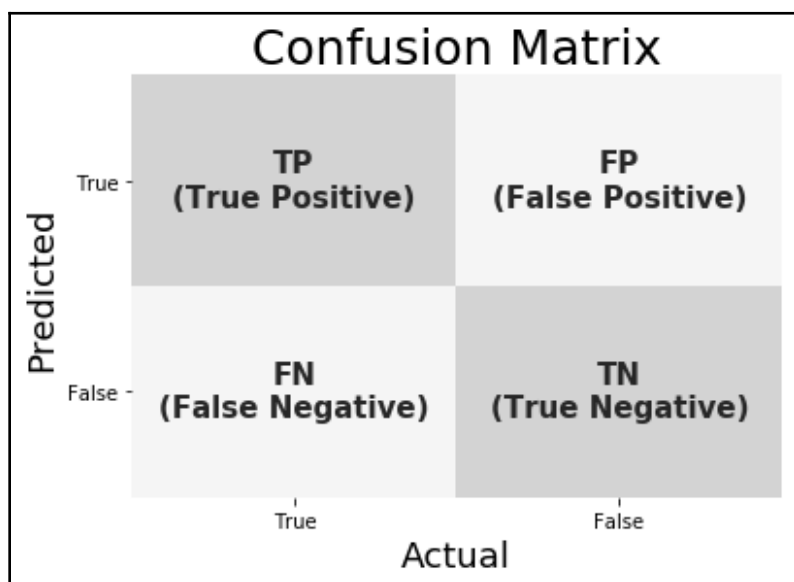 Confusion Matrix
Predicted
True
TP
(True Positive)
FP
(False Positive)
False
FN
(False Negative)
TN
(True Negative)
True
False
Actual